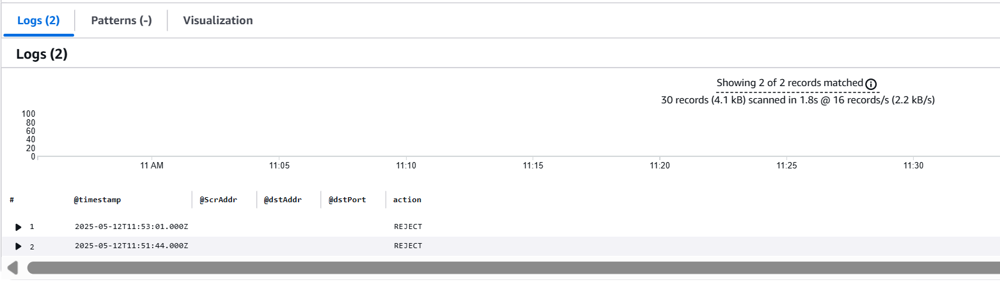 Logs (2) Patterns (-) Visualization
Logs (2)
Showing 2 of 2 records matched
30 records (4.1 kB) scanned in 1.8s @ 16 records/s (2.2 kB/s)
100
80
60
40
20
0
11 AM 11:05 11:10 11:15 11:20 11:25 11:30
# @timestamp @ScrAddr @dstAddr @dstPort action
1 2025-05-12T11:53:01.000Z REJECT
2 2025-05-12T11:51:44.000Z REJECT